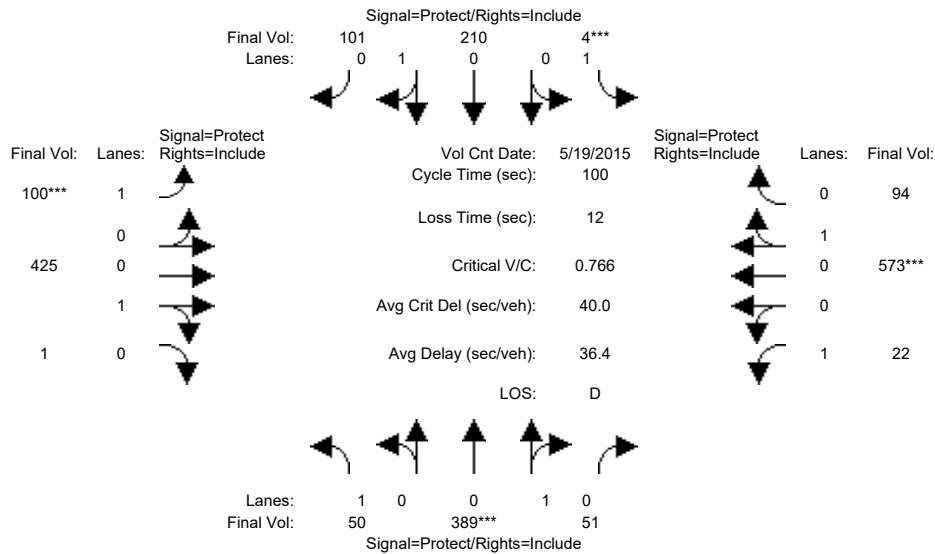 Signal=Protect/Rights=Include
Final Vol: 101 210 4***
Lanes: 0 1 0 0 1
Signal=Protect Signal=Protect
Final Vol: Lanes: Rights=Include Vol Cnt Date: 5/19/2015 Rights=Include Lanes: Final Vol:
Cycle Time (sec): 100
100*** 1 0 94
Loss Time (sec): 12
0 1
425 0 Critical V/C: 0.766 0 573***
1 Avg Crit Del (sec/veh): 40.0 0
1 0 Avg Delay (sec/veh): 36.4 1 22
LOS: D
Lanes: 1 0 0 1 0
Final Vol: 50 389*** 51
Signal=Protect/Rights=Include